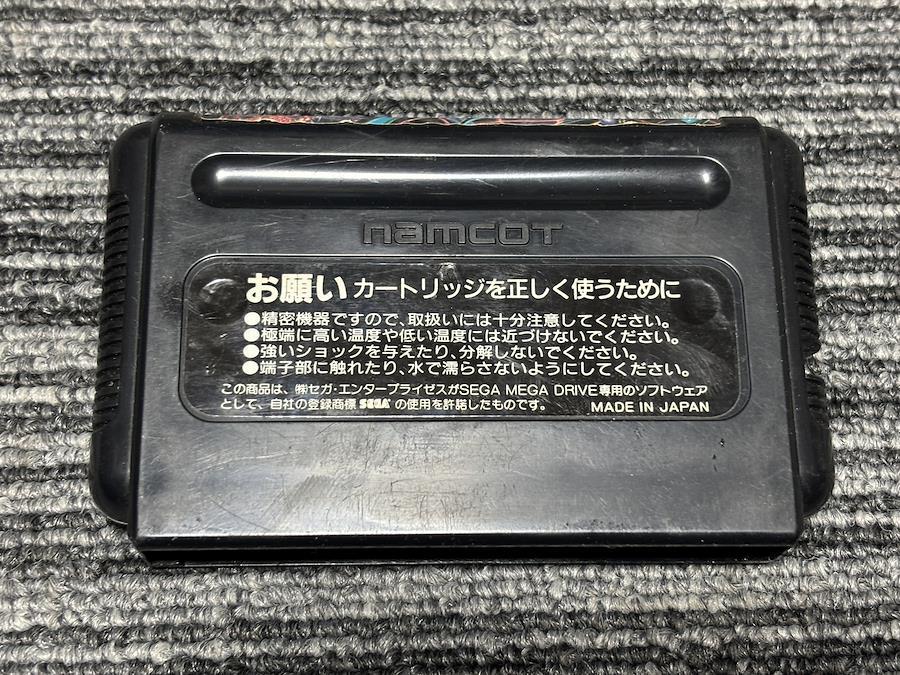 namcot
お願い カートリッジを正しく使うために
●精密機器ですので、取扱いには十分注意してください。
●極端に高い温度や低い温度には近づけないでください。
●強いショックを与えたり、分解しないでください。
●端子部に触れたり、水で濡らさないようにしてください。
この商品は、㈱セガ・エンタープライゼスがSEGA MEGA DRIVE専用のソフトウェア
として、自社の登録商標 SEGA® の使用を許諾したものです。 MADE IN JAPAN